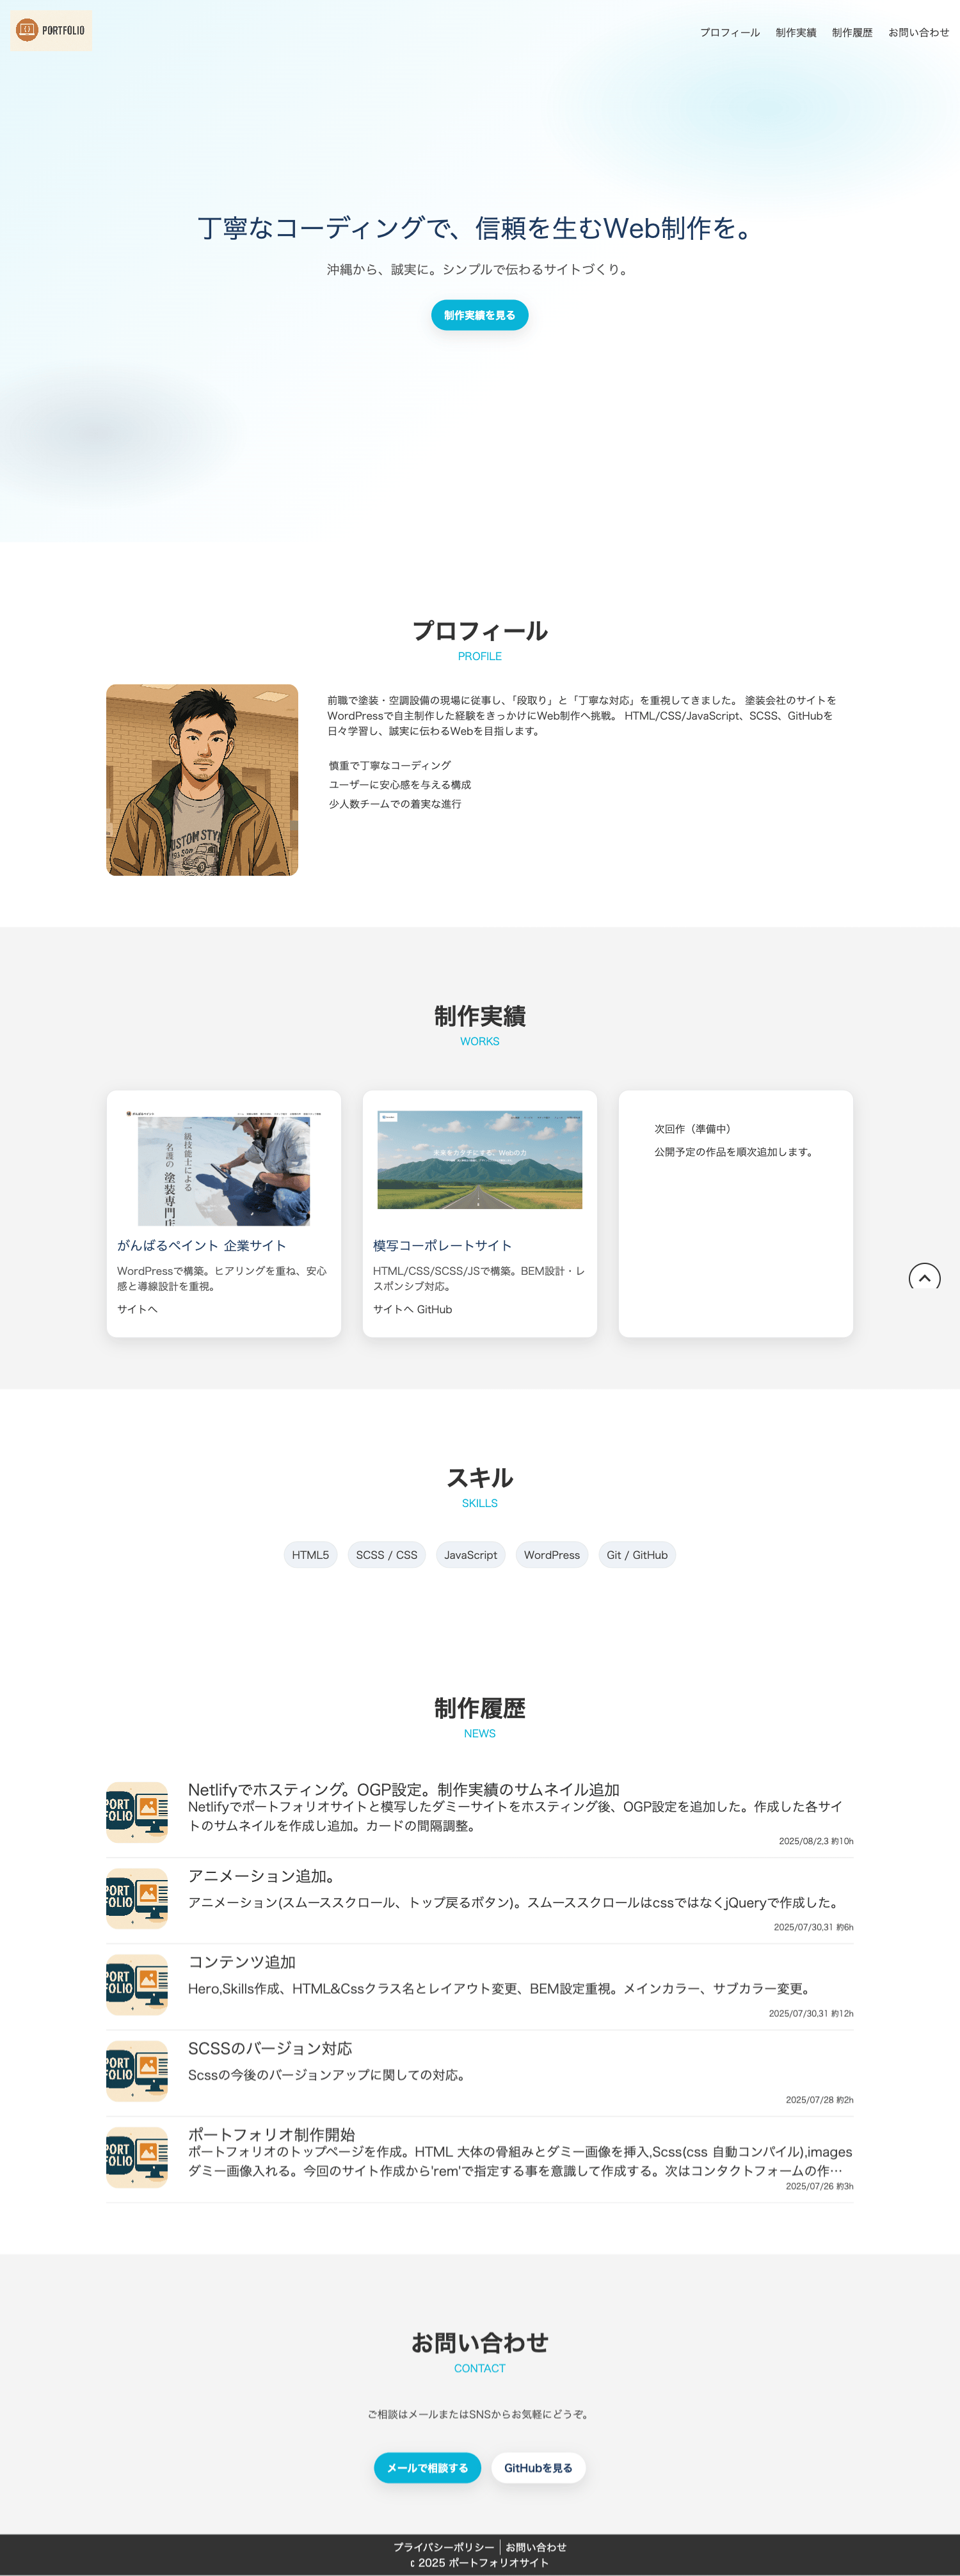 PORTFOLIO
プロフィール 制作実績 制作履歴 お問い合わせ
丁寧なコーディングで、信頼を生むWeb制作を。
沖縄から、誠実に。シンプルで伝わるサイトづくり。
制作実績を見る
プロフィール
PROFILE
前職で塗装・空調設備の現場に従事し、「段取り」と「丁寧な対応」を重視してきました。 塗装会社のサイトを
WordPressで自主制作した経験をきっかけにWeb制作へ挑戦。 HTML/CSS/JavaScript、SCSS、GitHubを
日々学習し、誠実に伝わるWebを目指します。
慎重で丁寧なコーディング
ユーザーに安心感を与える構成
少人数チームでの着実な進行
制作実績
WORKS
一級技能士による
名護の 塗装専門店
未来をカタチにする、Webの力
がんばるペイント 企業サイト
WordPressで構築。ヒアリングを重ね、安心
感と導線設計を重視。
サイトへ
模写コーポレートサイト
HTML/CSS/SCSS/JSで構築。BEM設計・レ
スポンシブ対応。
サイトへ GitHub
次回作（準備中）
公開予定の作品を順次追加します。
スキル
SKILLS
HTML5 SCSS / CSS JavaScript WordPress Git / GitHub
制作履歴
NEWS
PORT
FOLIO
Netlifyでホスティング。OGP設定。制作実績のサムネイル追加
Netlifyでポートフォリオサイトと模写したダミーサイトをホスティング後、OGP設定を追加した。作成した各サイ
トのサムネイルを作成し追加。カードの間隔調整。
2025/08/2,3 約10h
PORT
FOLIO
アニメーション追加。
アニメーション(スムーススクロール、トップ戻るボタン)。スムーススクロールはcssではなくjQueryで作成した。
2025/07/30,31 約6h
PORT
FOLIO
コンテンツ追加
Hero,Skills作成、HTML&Cssクラス名とレイアウト変更、BEM設定重視。メインカラー、サブカラー変更。
2025/07/30,31 約12h
PORT
FOLIO
SCSSのバージョン対応
Scssの今後のバージョンアップに関しての対応。
2025/07/28 約2h
PORT
FOLIO
ポートフォリオ制作開始
ポートフォリオのトップページを作成。HTML 大体の骨組みとダミー画像を挿入,Scss(css 自動コンパイル),images
ダミー画像入れる。今回のサイト作成から'rem'で指定する事を意識して作成する。次はコンタクトフォームの作…
2025/07/26 約3h
お問い合わせ
CONTACT
ご相談はメールまたはSNSからお気軽にどうぞ。
メールで相談する GitHubを見る
プライバシーポリシー お問い合わせ
© 2025 ポートフォリオサイト